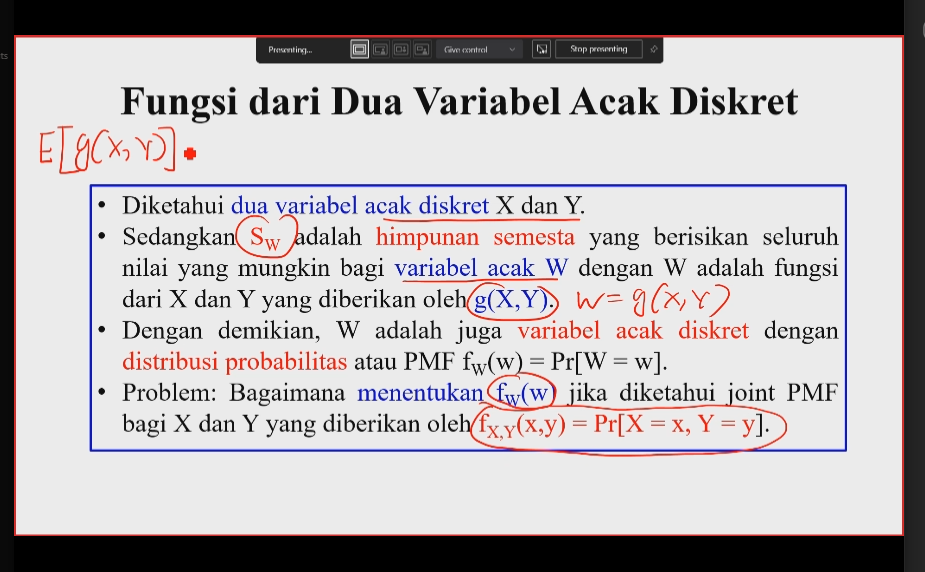 ts
Presenting...
Give control
Stop presenting
Fungsi dari Dua Variabel Acak Diskret
E[g(X,Y)]
• Diketahui dua variabel acak diskret X dan Y.
• Sedangkan S_W adalah himpunan semesta yang berisikan seluruh
nilai yang mungkin bagi variabel acak W dengan W adalah fungsi
dari X dan Y yang diberikan oleh g(X,Y). W=g(X,Y)
• Dengan demikian, W adalah juga variabel acak diskret dengan
distribusi probabilitas atau PMF f_W(w) = Pr[W = w].
• Problem: Bagaimana menentukan f_W(w) jika diketahui joint PMF
bagi X dan Y yang diberikan oleh f_X,Y(x,y) = Pr[X = x, Y = y].